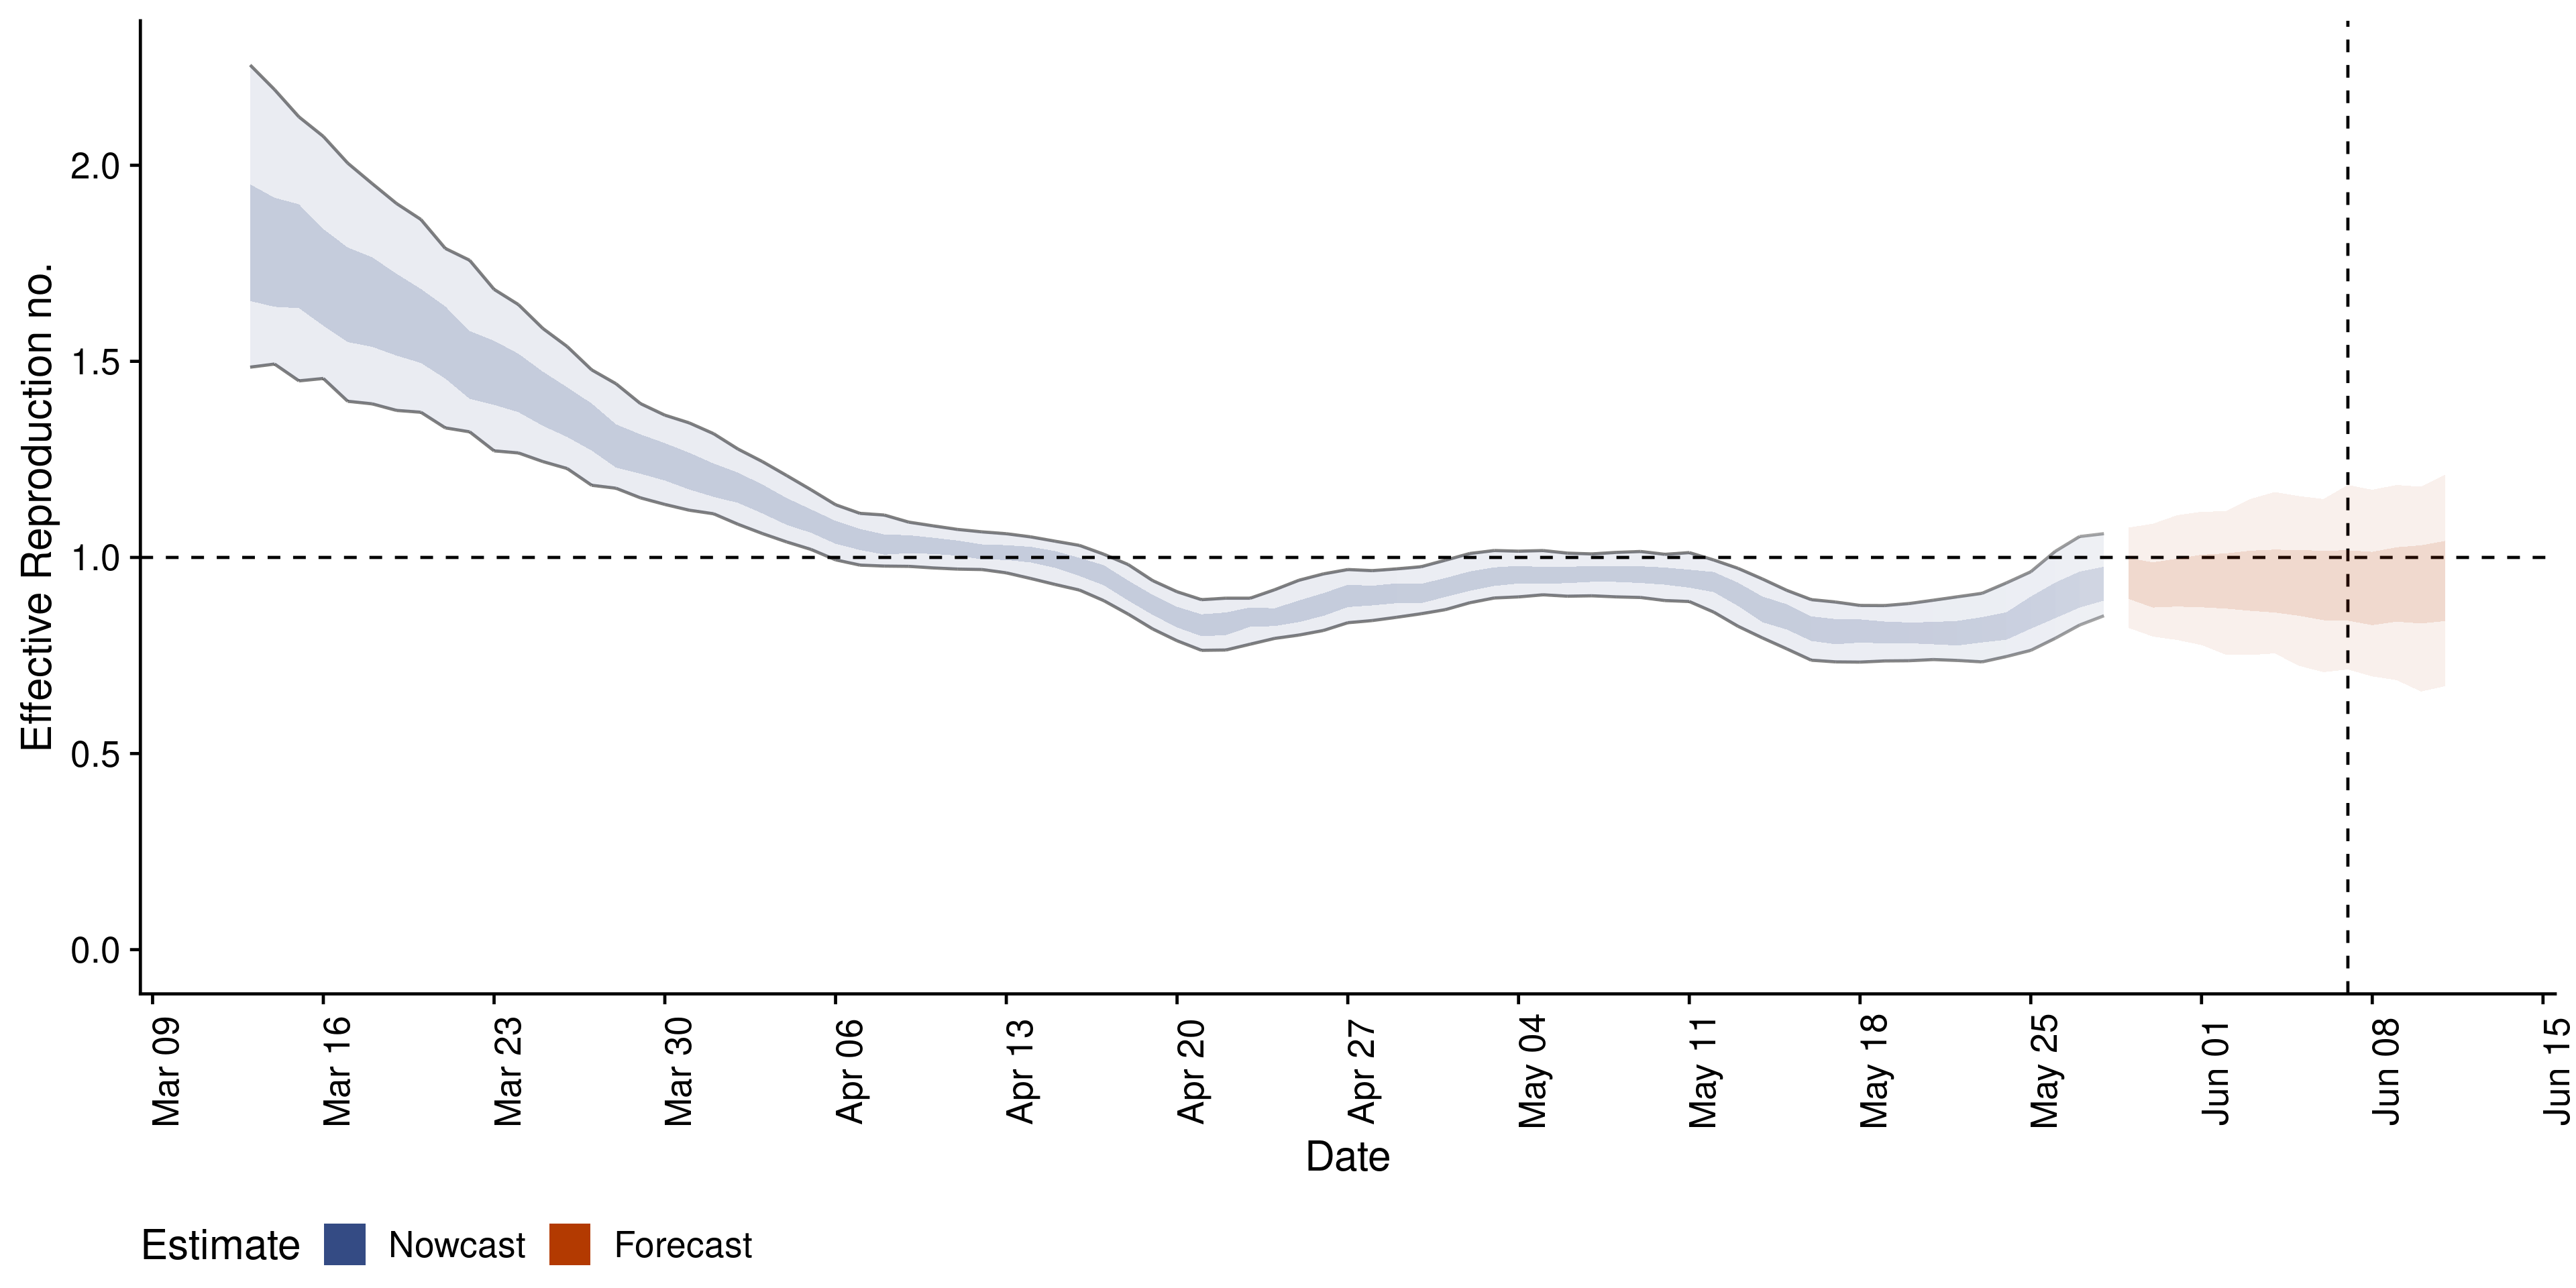 Effective Reproduction no.
2.0
1.5
1.0
0.5
0.0
Mar 09
Mar 16
Mar 23
Mar 30
Apr 06
Apr 13
Apr 20
Apr 27
May 04
May 11
May 18
May 25
Jun 01
Jun 08
Jun 15
Date
Estimate Nowcast Forecast